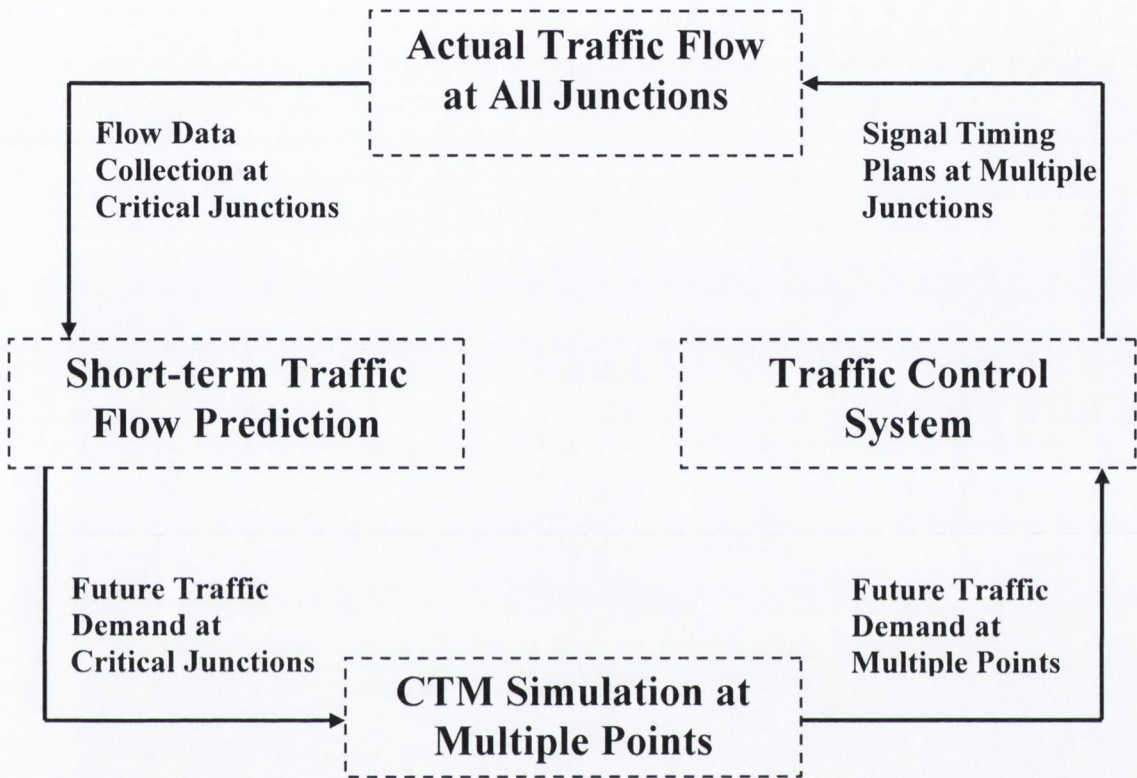 Actual Traffic Flow
at All Junctions
Flow Data
Collection at
Critical Junctions
Signal Timing
Plans at Multiple
Junctions
Short-term Traffic
Flow Prediction
Traffic Control
System
Future Traffic
Demand at
Critical Junctions
Future Traffic
Demand at
Multiple Points
CTM Simulation at
Multiple Points